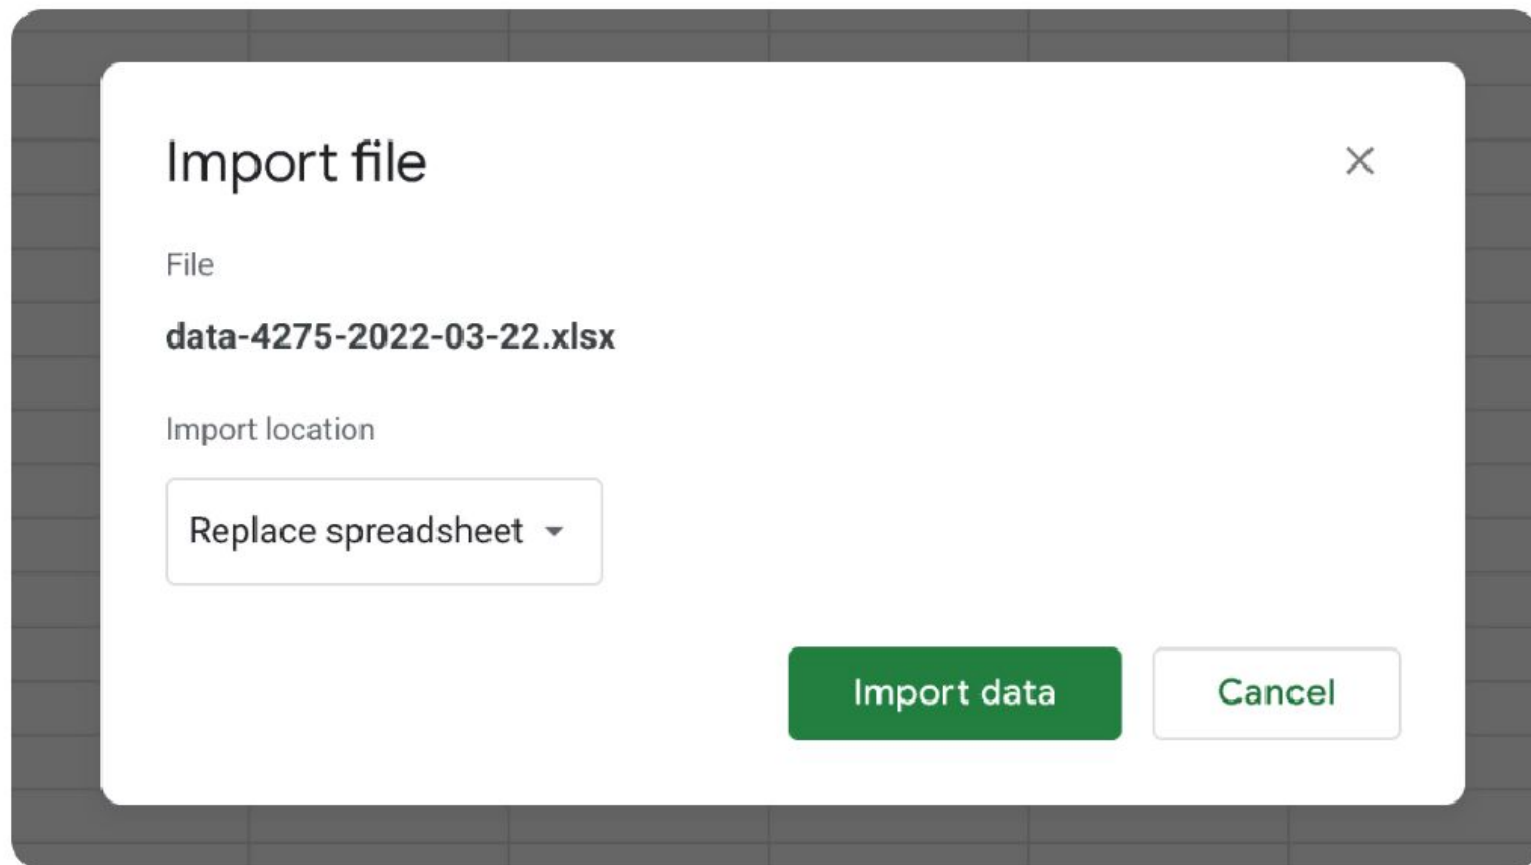 Import file
File
data-4275-2022-03-22.xlsx
Import location
Replace spreadsheet
Import data
Cancel